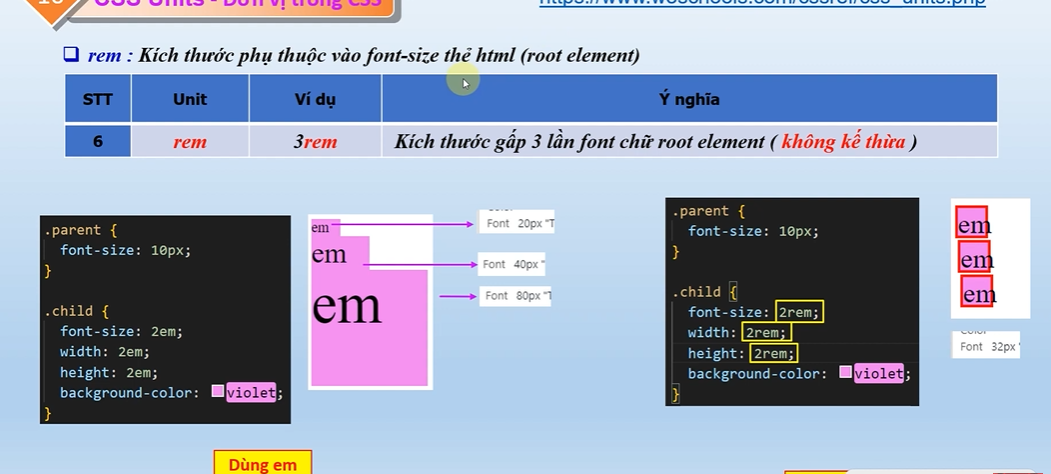 CSS Units - Đơn vị trong CSS
https://www.w3schools.com/cssref/css_units.php
rem : Kích thước phụ thuộc vào font-size thẻ html (root element)
STT Unit Ví dụ Ý nghĩa
6 rem 3rem Kích thước gấp 3 lần font chữ root element ( không kế thừa )
.parent {
font-size: 10px;
}
.child {
font-size: 2em;
width: 2em;
height: 2em;
background-color: violet;
}
em
em
em
Font 20px "T
Font 40px "
Font 80px "T
.parent {
font-size: 10px;
}
.child {
font-size: 2rem;
width: 2rem;
height: 2rem;
background-color: violet;
}
em
em
em
Font 32px
Dùng em